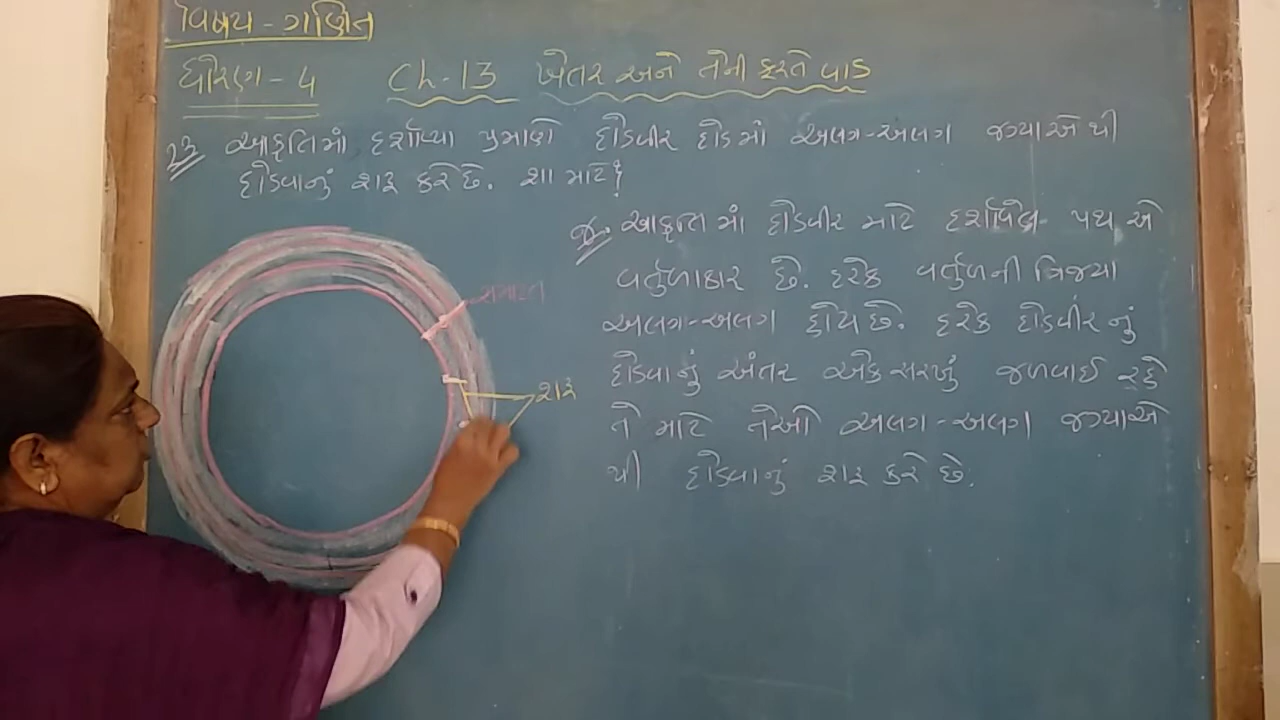 વિષય - ગણિત
ધોરણ - 4 Ch-13 ખેતર અને તેની ફરતે વાડ
23 આકૃતિમાં દર્શાવ્યા પ્રમાણે દોડવીર દોડમાં અલગ-અલગ જગ્યાએથી
દોડવાનું શરૂ કરે છે. શા માટે?
જ. આકૃતિમાં દોડવીર માટે દર્શાવેલ પથ એ
વર્તુળાકાર છે. દરેક વર્તુળની ત્રિજ્યા
સમાપ્ત
અલગ-અલગ હોય છે. દરેક દોડવીરનું
દોડવાનું અંતર એક સરખું જળવાઈ રહે
શરૂ
તે માટે તેઓ અલગ-અલગ જગ્યાએ
થી દોડવાનું શરૂ કરે છે.